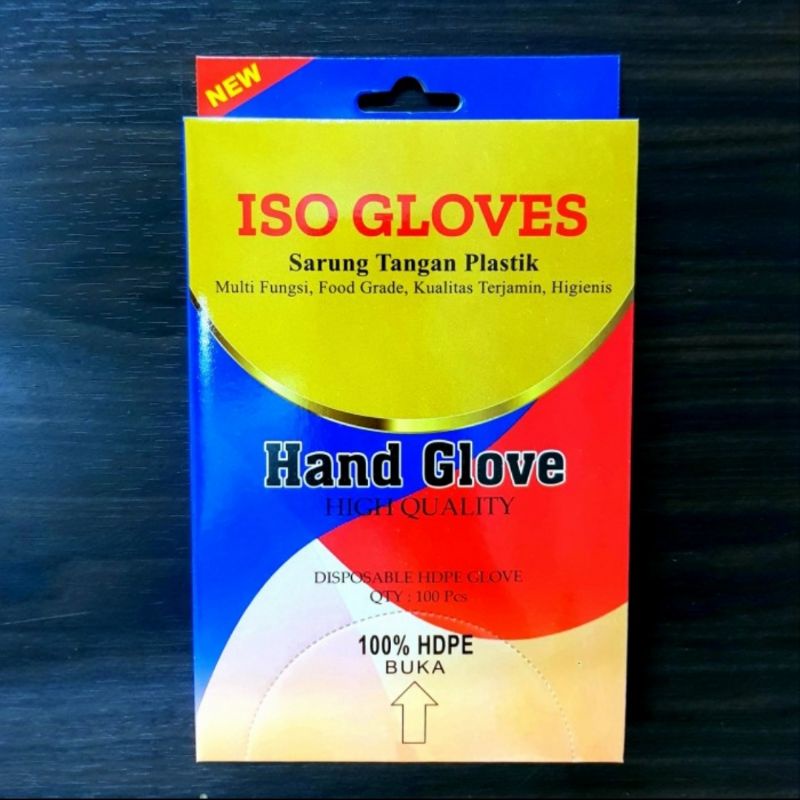 NEW
ISO GLOVES
Sarung Tangan Plastik
Multi Fungsi, Food Grade, Kualitas Terjamin, Higienis
Hand Glove
HIGH QUALITY
DISPOSABLE HDPE GLOVE
QTY : 100 Pcs
100% HDPE
BUKA